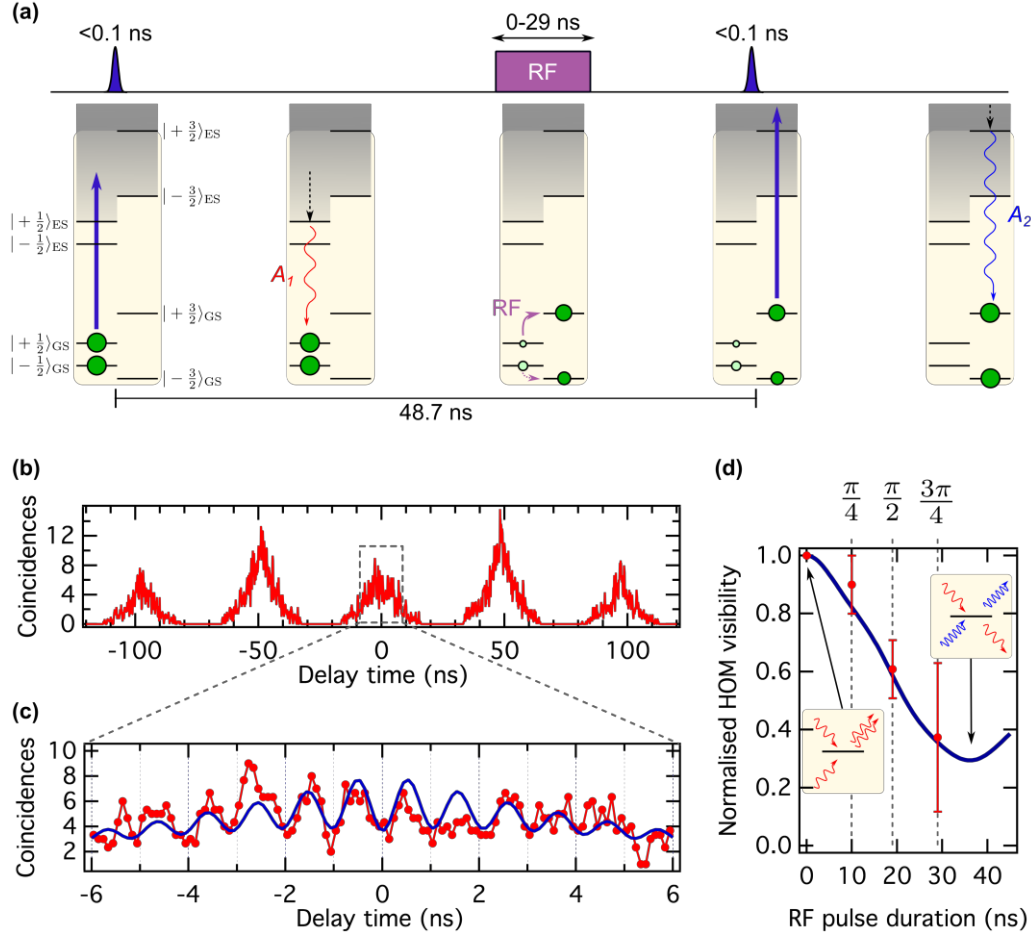 (a)
<0.1 ns
0-29 ns
<0.1 ns
RF
|+3/2⟩ES
|−3/2⟩ES
|+1/2⟩ES
|−1/2⟩ES
A1
A2
RF
|+3/2⟩GS
|+1/2⟩GS
|−1/2⟩GS
|−3/2⟩GS
48.7 ns
(b)
Coincidences
12
8
4
0
-100 -50 0 50 100
Delay time (ns)
(c)
Coincidences
10
8
6
4
2
-6 -4 -2 0 2 4 6
Delay time (ns)
(d)
π/4 π/2 3π/4
Normalised HOM visibility
1.0
0.8
0.6
0.4
0.2
0.0
0 10 20 30 40
RF pulse duration (ns)